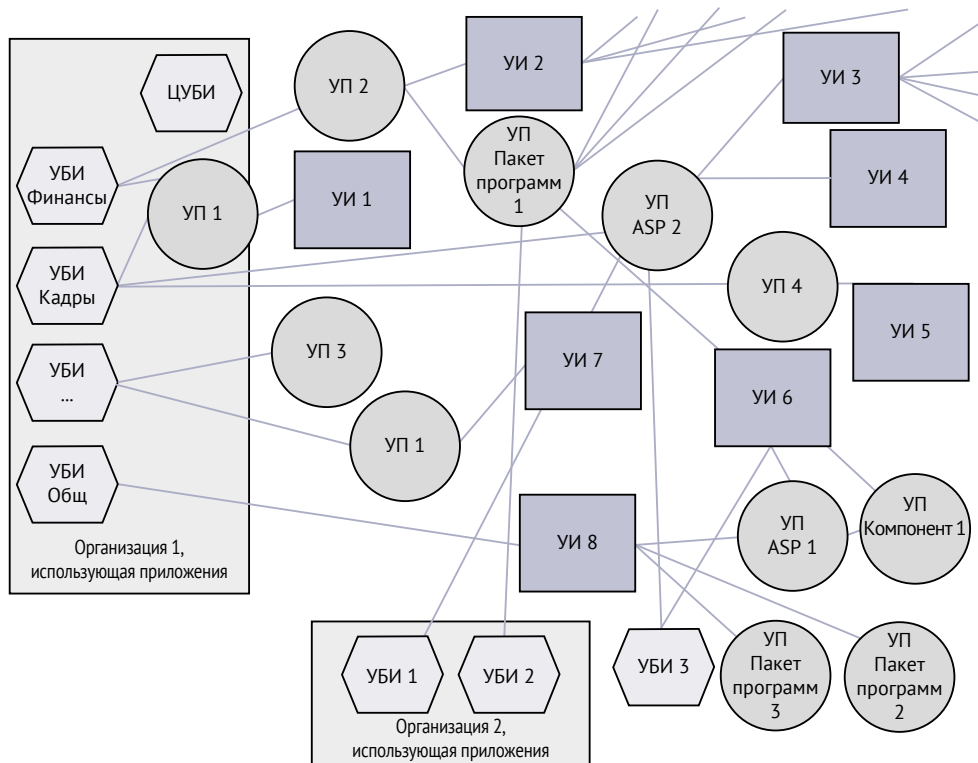 ЦУБИ
УП 2
УИ 2
УИ 3
УБИ
Финансы
УП 1
УИ 1
УП
Пакет
программ
1
УП
ASP 2
УИ 4
УБИ
Кадры
УП 4
УИ 5
УП 3
УИ 7
УИ 6
УБИ
...
УП 1
УБИ
Общ
УИ 8
УП
ASP 1
УП
Компонент 1
Организация 1,
использующая приложения
УБИ 1
УБИ 2
УБИ 3
УП
Пакет
программ
3
УП
Пакет
программ
2
Организация 2,
использующая приложения